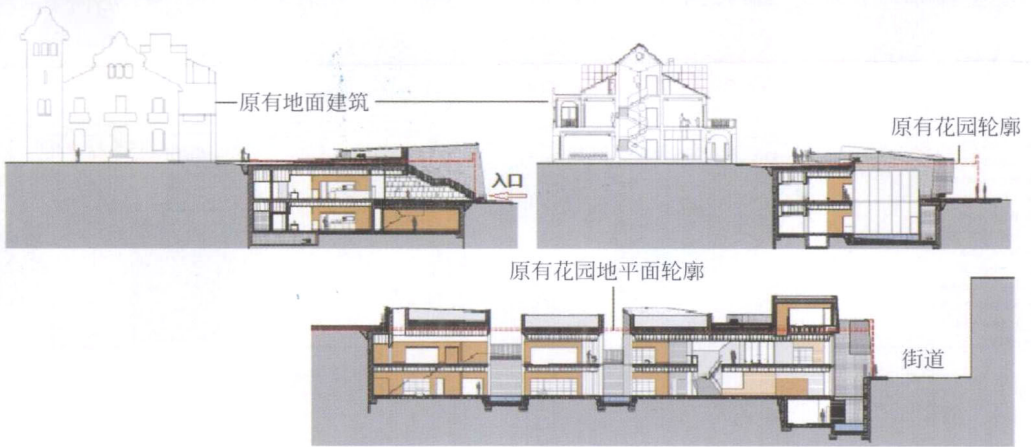 原有地面建筑
原有花园轮廓
入口
原有花园地平面轮廓
街道